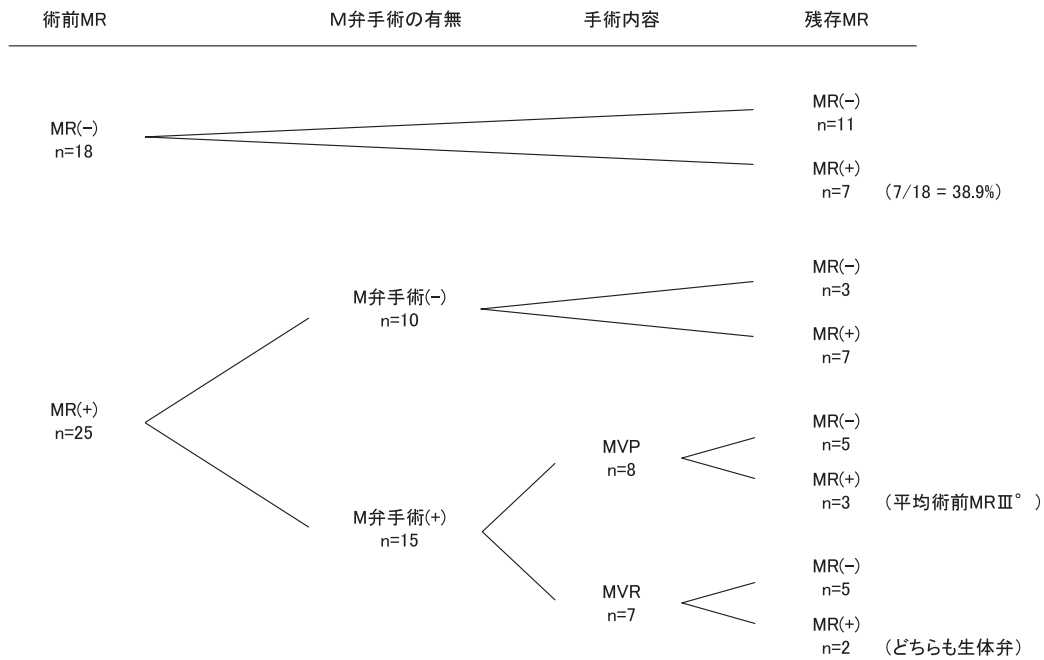 術前MR M弁手術の有無 手術内容 残存MR
MR(-)
n=18
MR(-)
n=11
MR(+)
n=7 (7/18 = 38.9%)
MR(+)
n=25
M弁手術(-)
n=10
MR(-)
n=3
MR(+)
n=7
M弁手術(+)
n=15
MVP
n=8
MR(-)
n=5
MR(+)
n=3 (平均術前MRⅢ°)
MVR
n=7
MR(-)
n=5
MR(+)
n=2 (どちらも生体弁)